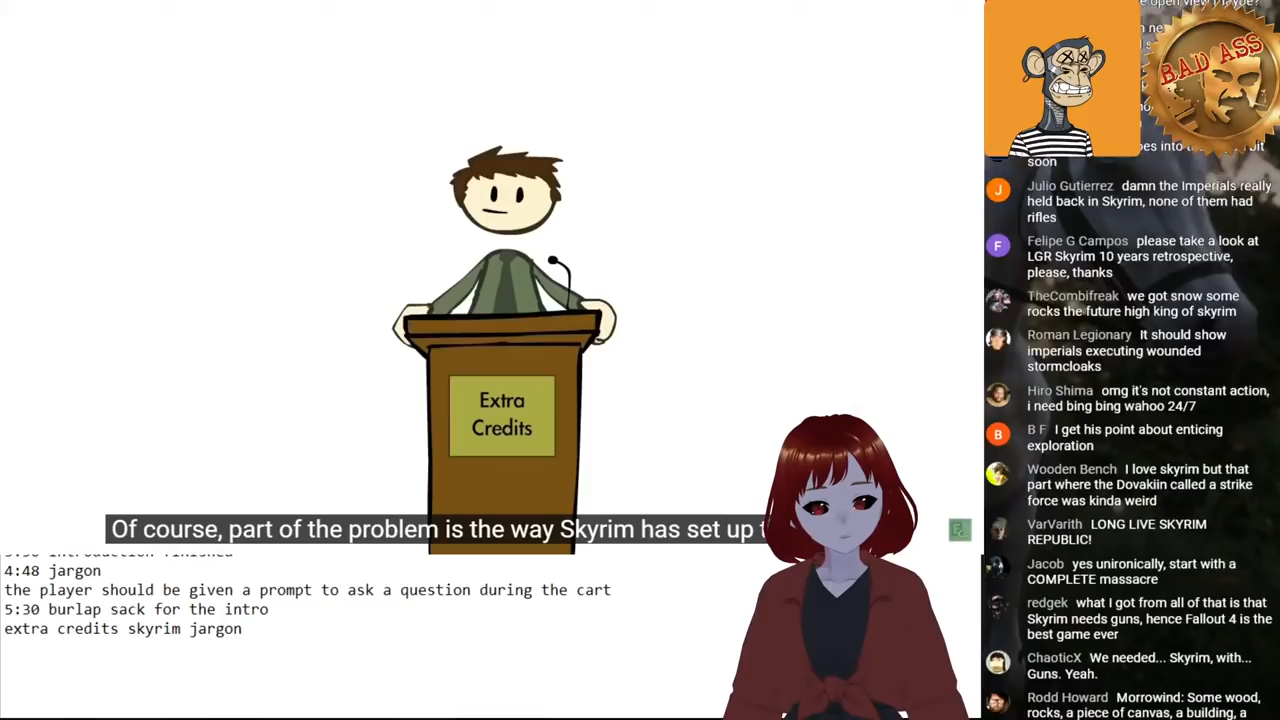 Extra
Credits
Of course, part of the problem is the way Skyrim has set up
4:48 jargon
the player should be given a prompt to ask a question during the cart
5:30 burlap sack for the intro
extra credits skyrim jargon
BAD ASS
soon
Julio Gutierrez damn the Imperials really
held back in Skyrim, none of them had
rifles
Felipe G Campos please take a look at
LGR Skyrim 10 years retrospective,
please, thanks
TheCombifreak we got snow some
rocks the future high king of skyrim
Roman Legionary It should show
imperials executing wounded
stormcloaks
Hiro Shima omg it's not constant action,
i need bing bing wahoo 24/7
B F I get his point about enticing
exploration
Wooden Bench I love skyrim but that
part where the Dovakiin called a strike
force was kinda weird
VarVarith LONG LIVE SKYRIM
REPUBLIC!
Jacob yes unironically, start with a
COMPLETE massacre
redgek what I got from all of that is that
Skyrim needs guns, hence Fallout 4 is the
best game ever
ChaoticX We needed... Skyrim, with...
Guns. Yeah.
Rodd Howard Morrowind: Some wood,
rocks, a piece of canvas, a building, a